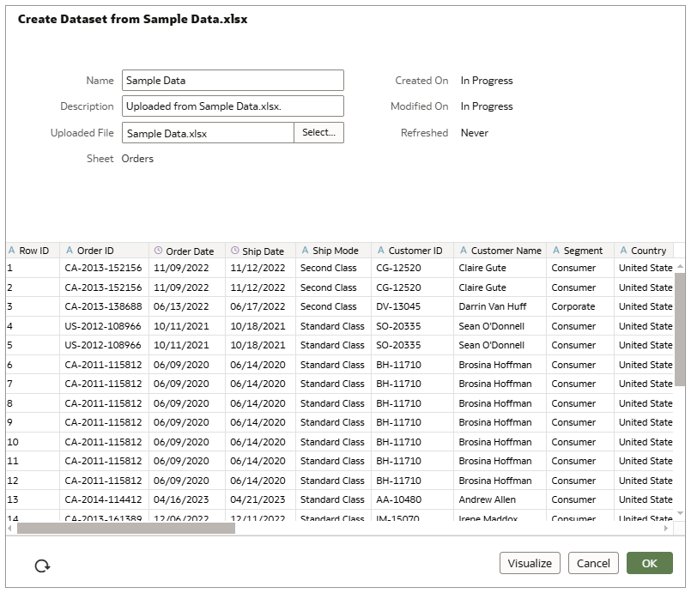 Create Dataset from Sample Data.xlsx
Name Sample Data Created On In Progress
Description Uploaded from Sample Data.xlsx. Modified On In Progress
Uploaded File Sample Data.xlsx Select... Refreshed Never
Sheet Orders
A Row ID A Order ID Order Date Ship Date A Ship Mode A Customer ID A Customer Name A Segment A Country
1 CA-2013-152156 11/09/2022 11/12/2022 Second Class CG-12520 Claire Gute Consumer United State
2 CA-2013-152156 11/09/2022 11/12/2022 Second Class CG-12520 Claire Gute Consumer United State
3 CA-2013-138688 06/13/2022 06/17/2022 Second Class DV-13045 Darrin Van Huff Corporate United State
4 US-2012-108966 10/11/2021 10/18/2021 Standard Class SO-20335 Sean O'Donnell Consumer United State
5 US-2012-108966 10/11/2021 10/18/2021 Standard Class SO-20335 Sean O'Donnell Consumer United State
6 CA-2011-115812 06/09/2020 06/14/2020 Standard Class BH-11710 Brosina Hoffman Consumer United State
7 CA-2011-115812 06/09/2020 06/14/2020 Standard Class BH-11710 Brosina Hoffman Consumer United State
8 CA-2011-115812 06/09/2020 06/14/2020 Standard Class BH-11710 Brosina Hoffman Consumer United State
9 CA-2011-115812 06/09/2020 06/14/2020 Standard Class BH-11710 Brosina Hoffman Consumer United State
10 CA-2011-115812 06/09/2020 06/14/2020 Standard Class BH-11710 Brosina Hoffman Consumer United State
11 CA-2011-115812 06/09/2020 06/14/2020 Standard Class BH-11710 Brosina Hoffman Consumer United State
12 CA-2011-115812 06/09/2020 06/14/2020 Standard Class BH-11710 Brosina Hoffman Consumer United State
13 CA-2014-114412 04/16/2023 04/21/2023 Standard Class AA-10480 Andrew Allen Consumer United State
14 CA-2013-161389 12/06/2022 12/11/2022 Standard Class IM-15070 Irene Maddox Consumer United State
Visualize Cancel OK